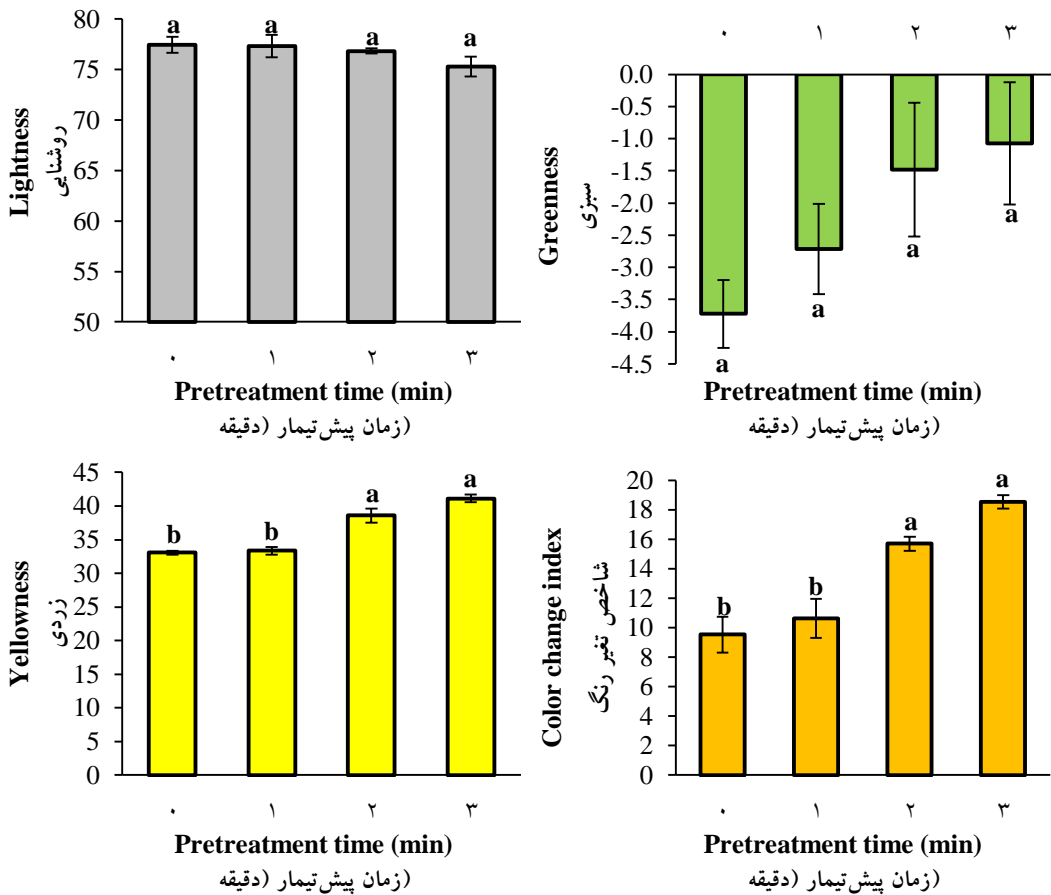 80
75
70
65
60
55
50
a
a
a
a
Lightness
روشنایی
۰ ۱ ۲ ۳
Pretreatment time (min)
زمان پیش‌تیمار (دقیقه)
۰ ۱ ۲ ۳
0.0
-0.5
-1.0
-1.5
-2.0
-2.5
-3.0
-3.5
-4.0
-4.5
a
a
a
a
Greenness
سبزی
Pretreatment time (min)
زمان پیش‌تیمار (دقیقه)
45
40
35
30
25
20
15
10
5
0
b
b
a
a
Yellowness
زردی
۰ ۱ ۲ ۳
Pretreatment time (min)
زمان پیش‌تیمار (دقیقه)
20
18
16
14
12
10
8
6
4
2
0
b
b
a
a
Color change index
شاخص تغیر رنگ
۰ ۱ ۲ ۳
Pretreatment time (min)
زمان پیش‌تیمار (دقیقه)